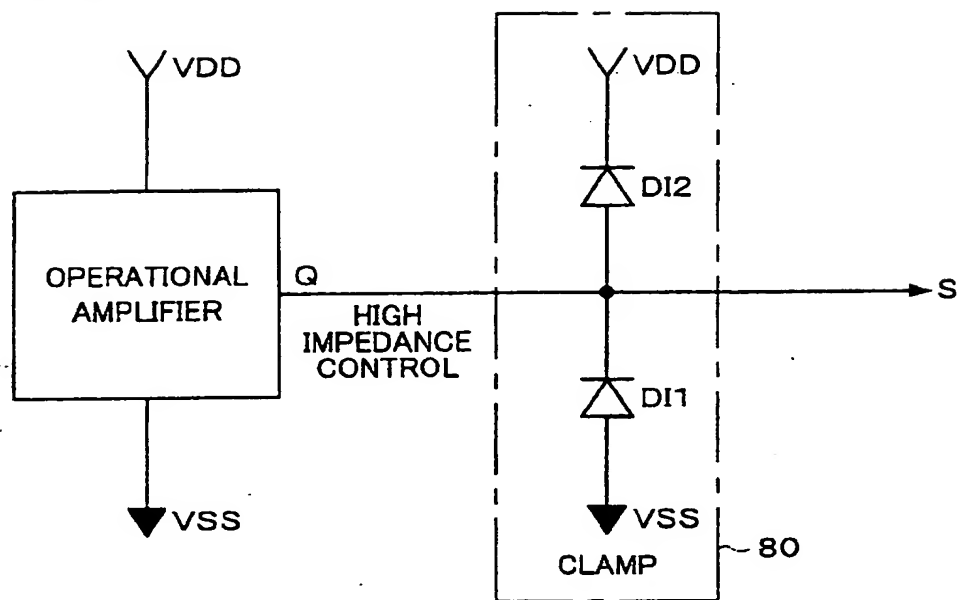 VDD
VDD
DI2
OPERATIONAL
AMPLIFIER
Q
S
HIGH
IMPEDANCE
CONTROL
DI1
VSS
VSS
80
CLAMP